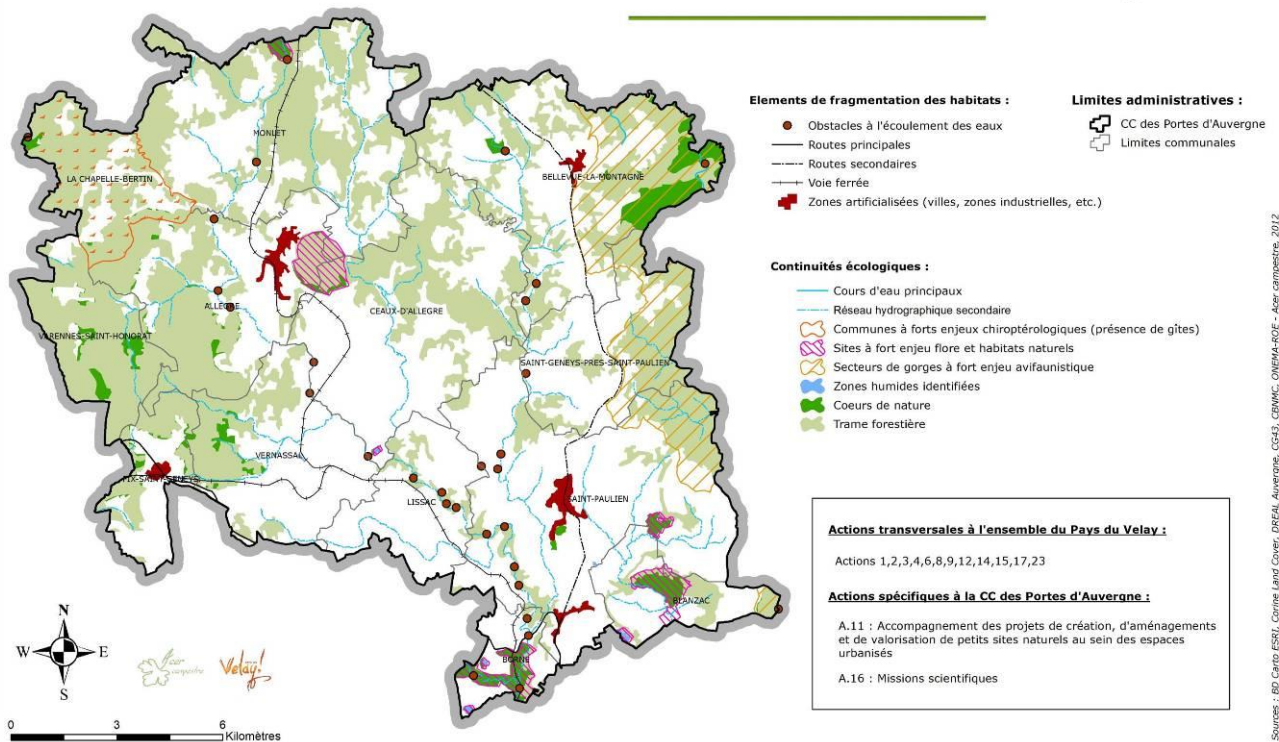 MONLET
LA CHAPELLE-BERTIN
BELLEVUE-LA-MONTAGNE
ALLEGRE
CEAUX-D'ALLEGRE
VARENNES-SAINT-HONORAT
SAINT-GENEYS-PRES-SAINT-PAULIEN
VERNASSAL
FIX-SAINT-GENEYS
LISSAC
SAINT-PAULIEN
BLANZAC
BORNE
N
W
E
S
acer
campestre
Velay!
0
3
6
Kilomètres
Elements de fragmentation des habitats :
Obstacles à l'écoulement des eaux
Routes principales
Routes secondaires
Voie ferrée
Zones artificialisées (villes, zones industrielles, etc.)
Limites administratives :
CC des Portes d'Auvergne
Limites communales
Continuités écologiques :
Cours d'eau principaux
Réseau hydrographique secondaire
Communes à forts enjeux chiroptérologiques (présence de gîtes)
Sites à fort enjeu flore et habitats naturels
Secteurs de gorges à fort enjeu avifaunistique
Zones humides identifiées
Coeurs de nature
Trame forestière
Actions transversales à l'ensemble du Pays du Velay :
Actions 1,2,3,4,6,8,9,12,14,15,17,23
Actions spécifiques à la CC des Portes d'Auvergne :
A.11 : Accompagnement des projets de création, d'aménagements
et de valorisation de petits sites naturels au sein des espaces
urbanisés
A.16 : Missions scientifiques
Sources : BD Carto ESRI, Corine Land Cover, DREAL Auvergne, CG43, CBNMC, ONEMA-ROE - Acer campestre, 2012